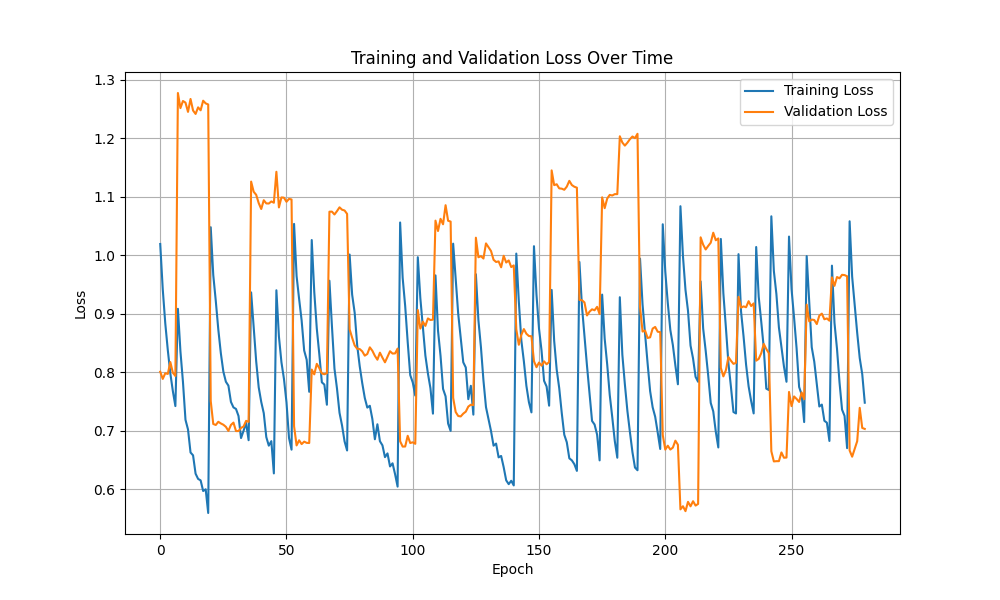 Training and Validation Loss Over Time
Training Loss
Validation Loss
1.3
1.2
1.1
1.0
0.9
0.8
0.7
0.6
Loss
0
50
100
150
200
250
Epoch